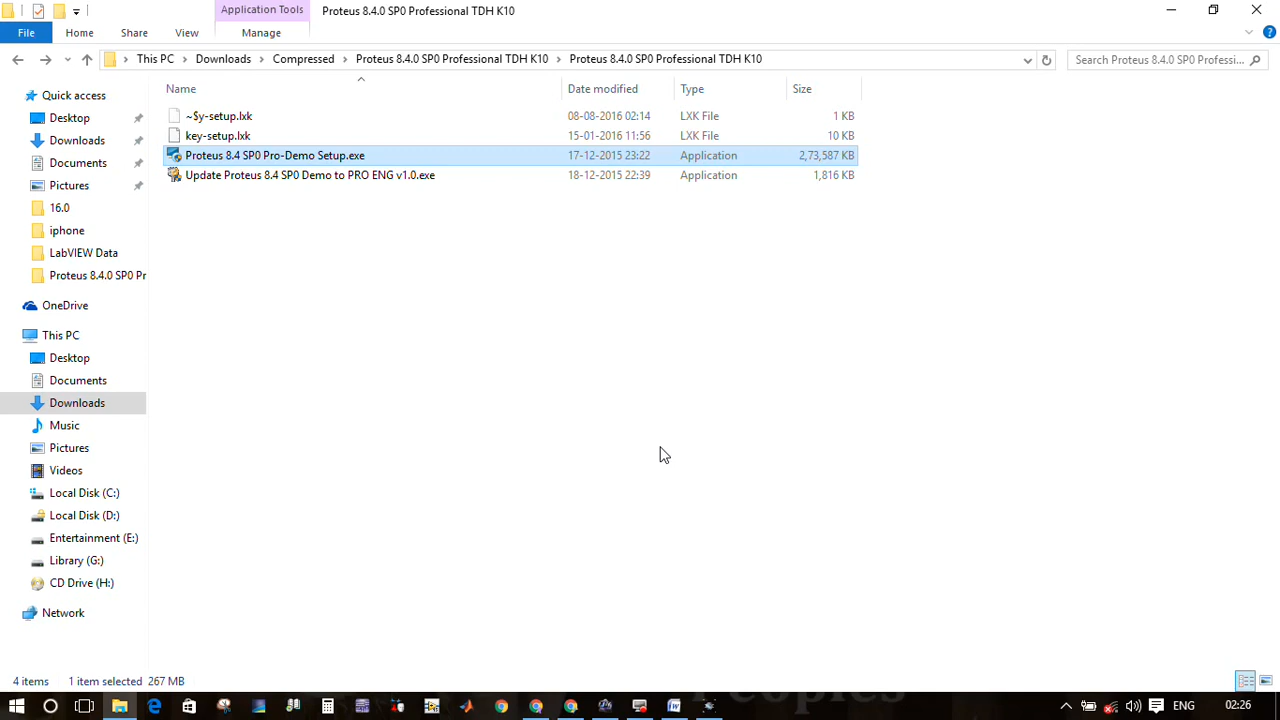 Application Tools Proteus 8.4.0 SP0 Professional TDH K10
File Home Share View Manage
This PC Downloads Compressed Proteus 8.4.0 SP0 Professional TDH K10 Proteus 8.4.0 SP0 Professional TDH K10 Search Proteus 8.4.0 SP0 Professi...
Name Date modified Type Size
~$y-setup.lxk 08-08-2016 02:14 LXK File 1 KB
key-setup.lxk 15-01-2016 11:56 LXK File 10 KB
Proteus 8.4 SP0 Pro-Demo Setup.exe 17-12-2015 23:22 Application 2,73,587 KB
Update Proteus 8.4 SP0 Demo to PRO ENG v1.0.exe 18-12-2015 22:39 Application 1,816 KB
Quick access
Desktop
Downloads
Documents
Pictures
16.0
iphone
LabVIEW Data
Proteus 8.4.0 SP0 Pr
OneDrive
This PC
Desktop
Documents
Downloads
Music
Pictures
Videos
Local Disk (C:)
Local Disk (D:)
Entertainment (E:)
Library (G:)
CD Drive (H:)
Network
4 items 1 item selected 267 MB
Peoples
ENG 02:26